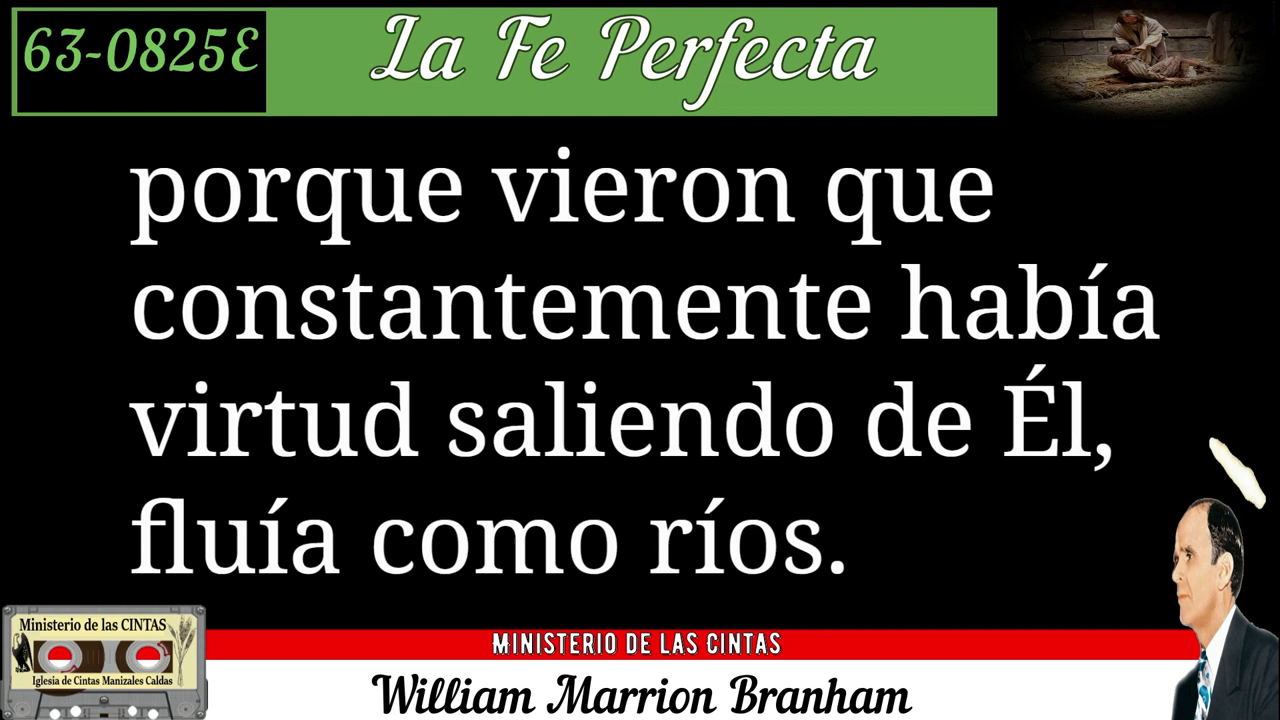 63-0825E
La Fe Perfecta
porque vieron que
constantemente había
virtud saliendo de Él,
fluía como ríos.
Ministerio de las CINTAS
Iglesia de Cintas Manizales Caldas
MINISTERIO DE LAS CINTAS
William Marrion Branham